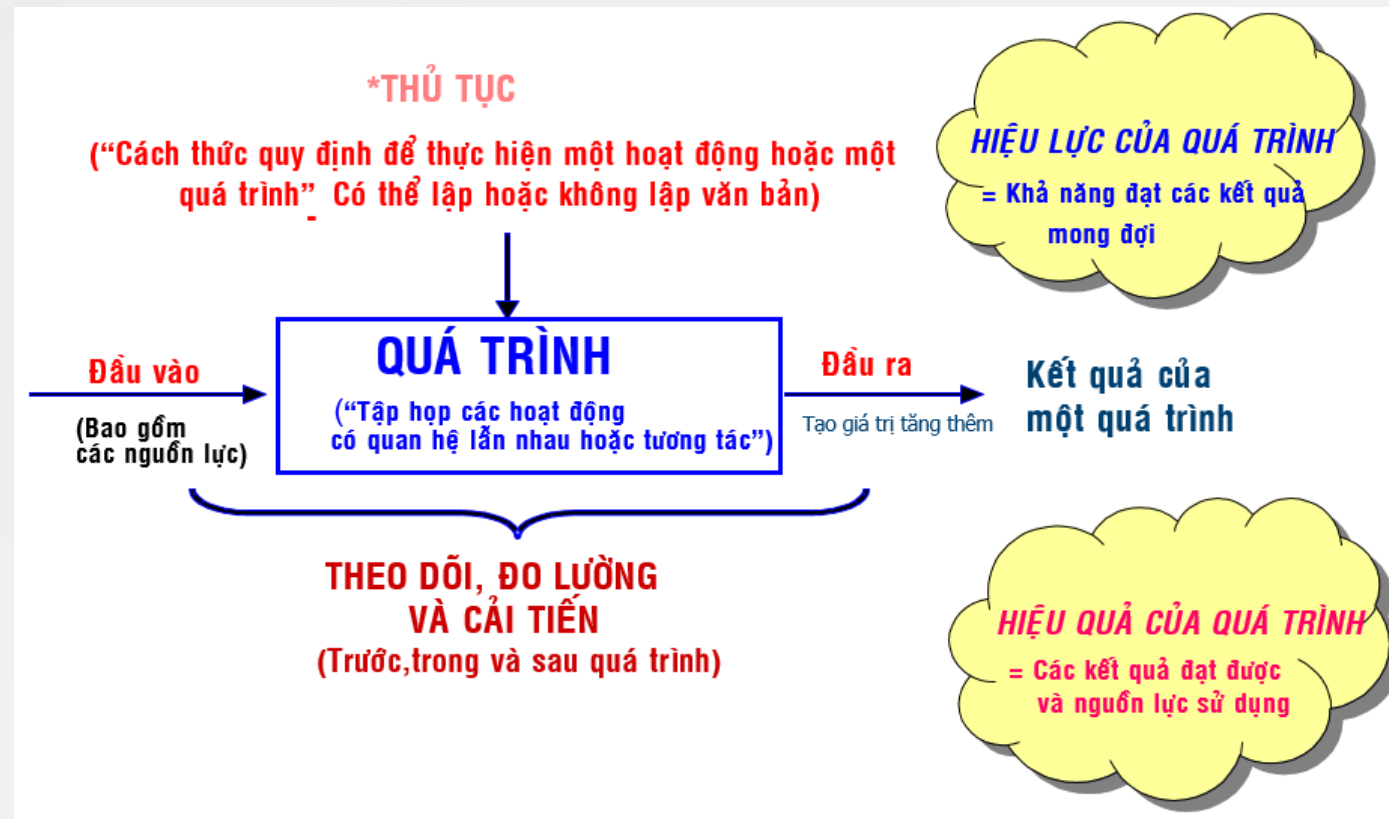 *THỦ TỤC
(“Cách thức quy định để thực hiện một hoạt động hoặc một
quá trình”_ Có thể lập hoặc không lập văn bản)
HIỆU LỰC CỦA QUÁ TRÌNH
= Khả năng đạt các kết quả
mong đợi
Đầu vào
(Bao gồm
các nguồn lực)
QUÁ TRÌNH
(“Tập họp các hoạt động
có quan hệ lẫn nhau hoặc tương tác”)
Đầu ra
Tạo giá trị tăng thêm
Kết quả của
một quá trình
THEO DÕI, ĐO LƯỜNG
VÀ CẢI TIẾN
(Trước,trong và sau quá trình)
HIỆU QUẢ CỦA QUÁ TRÌNH
= Các kết quả đạt được
và nguồn lực sử dụng